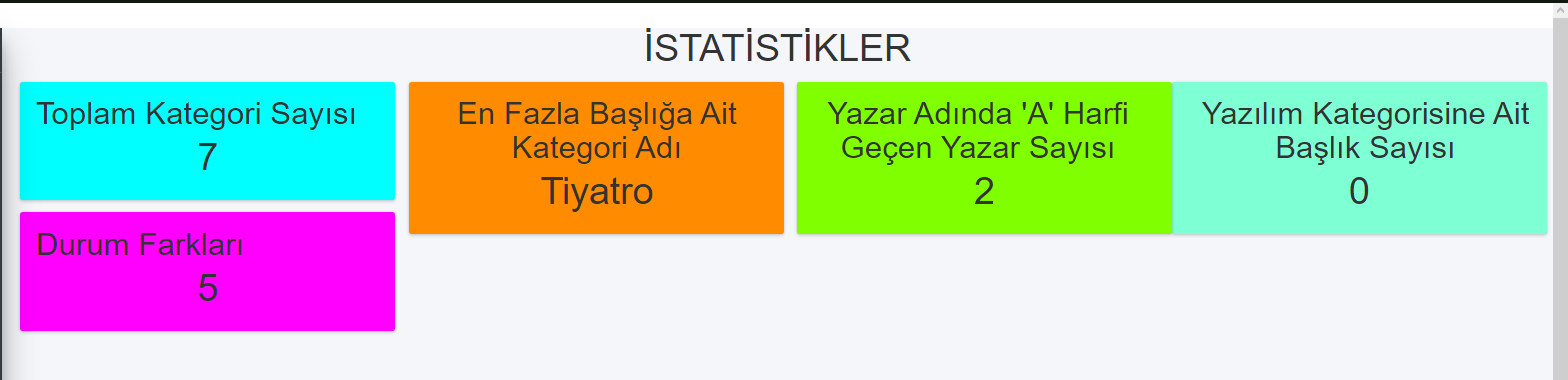 İSTATİSTİKLER
Toplam Kategori Sayısı
7
En Fazla Başlığa Ait
Kategori Adı
Tiyatro
Yazar Adında 'A' Harfi
Geçen Yazar Sayısı
2
Yazılım Kategorisine Ait
Başlık Sayısı
0
Durum Farkları
5